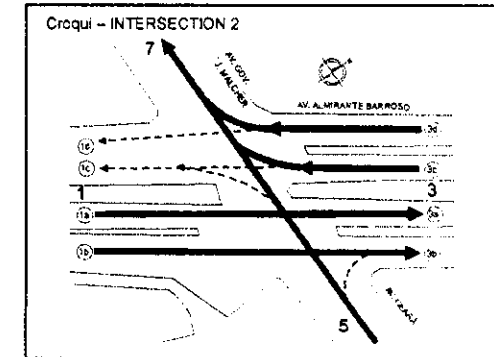 Croqui – INTERSECTION 2
7
AV. GOV.
J. MALCHER
AV. ALMIRANTE BARROSO
1d
3d
1c
3c
1
3
1a
3a
1b
3b
5